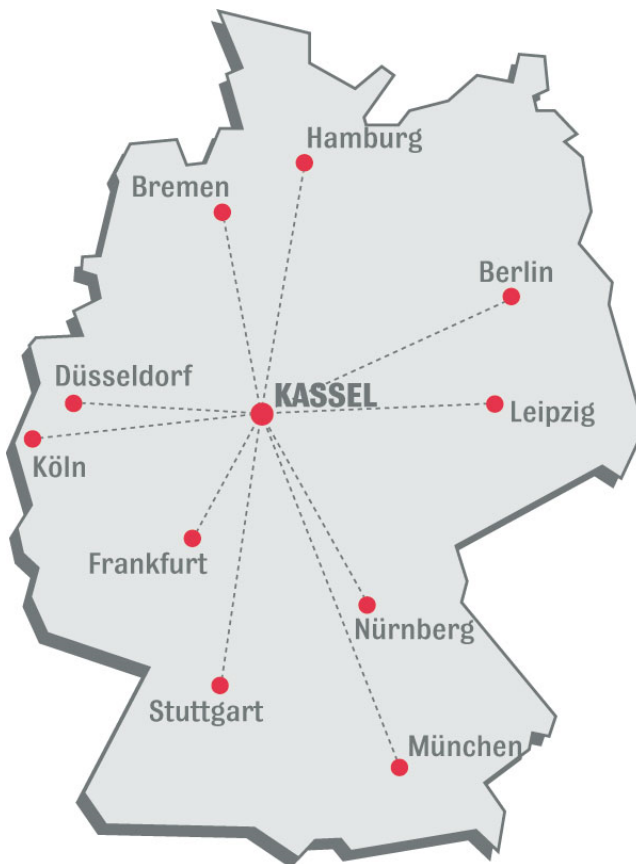 Hamburg
Bremen
Berlin
Düsseldorf
KASSEL
Leipzig
Köln
Frankfurt
Nürnberg
Stuttgart
München